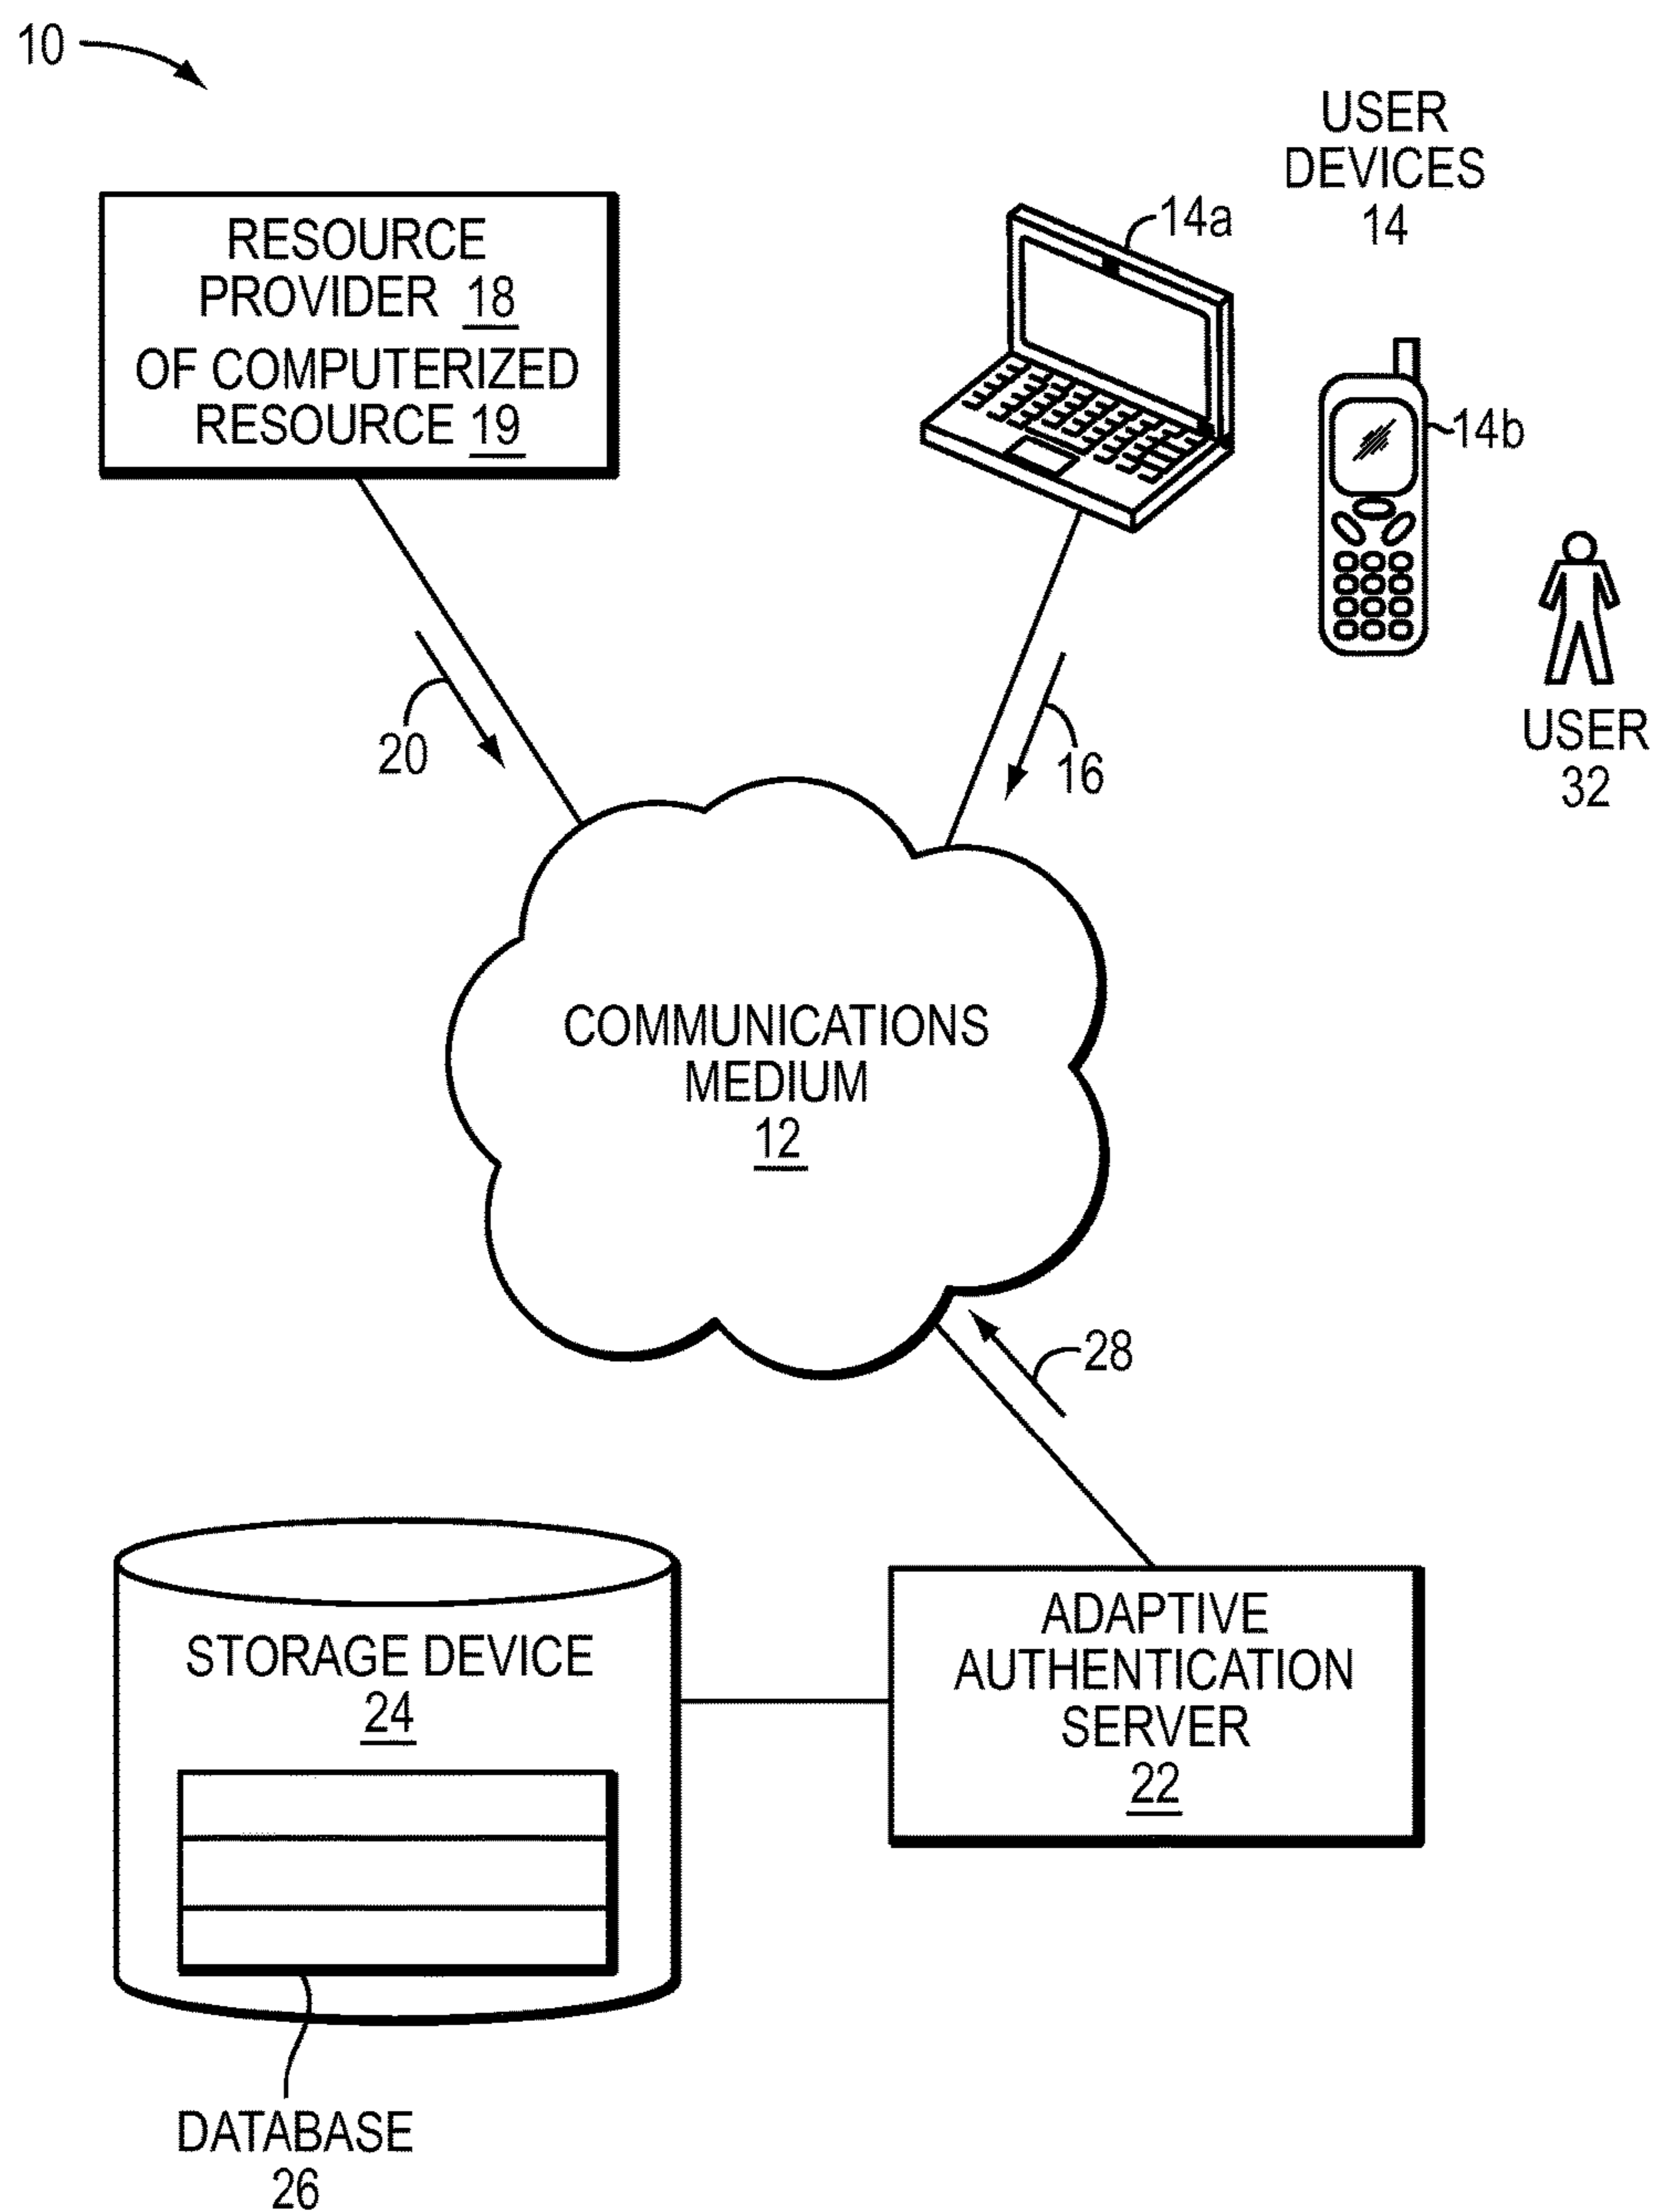 10
USER
DEVICES
14
RESOURCE
PROVIDER 18
OF COMPUTERIZED
RESOURCE 19
14a
14b
USER
32
20
16
COMMUNICATIONS
MEDIUM
12
28
STORAGE DEVICE
24
ADAPTIVE
AUTHENTICATION
SERVER
22
DATABASE
26